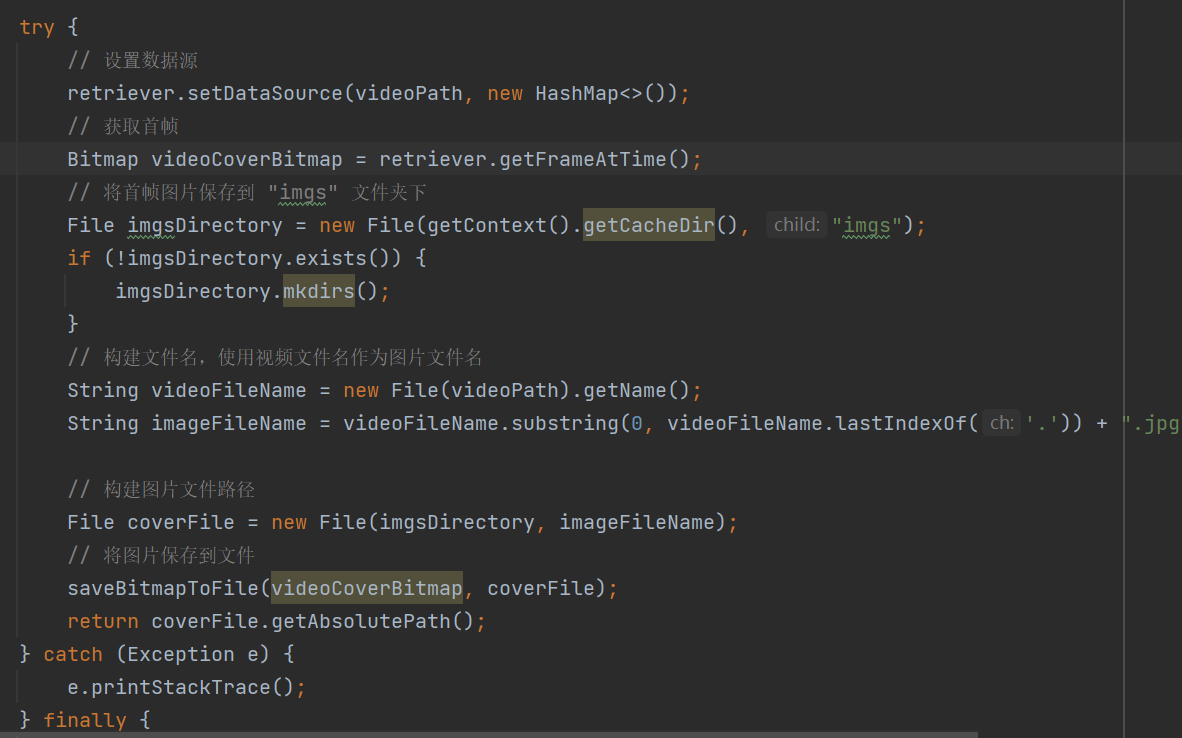 try {
// 设置数据源
retriever.setDataSource(videoPath, new HashMap<>());
// 获取首帧
Bitmap videoCoverBitmap = retriever.getFrameAtTime();
// 将首帧图片保存到 "imgs" 文件夹下
File imgsDirectory = new File(getContext().getCacheDir(), child: "imgs");
if (!imgsDirectory.exists()) {
imgsDirectory.mkdirs();
}
// 构建文件名，使用视频文件名作为图片文件名
String videoFileName = new File(videoPath).getName();
String imageFileName = videoFileName.substring(0, videoFileName.lastIndexOf( ch: '.')) + ".jpg
// 构建图片文件路径
File coverFile = new File(imgsDirectory, imageFileName);
// 将图片保存到文件
saveBitmapToFile(videoCoverBitmap, coverFile);
return coverFile.getAbsolutePath();
} catch (Exception e) {
e.printStackTrace();
} finally {